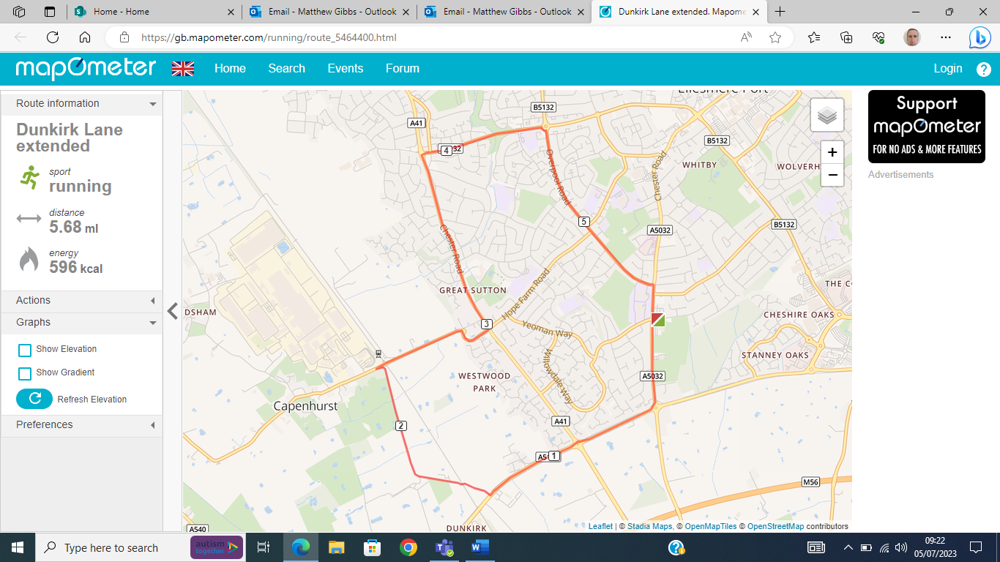 Home - Home
Email - Matthew Gibbs - Outlook
Email - Matthew Gibbs - Outlook
Dunkirk Lane extended. Mapome
https://gb.mapometer.com/running/route_5464400.html
mapometer
Home
Search
Events
Forum
Login
?
Route information
Dunkirk Lane
extended
sport
running
distance
5.68 ml
energy
596 kcal
Actions
Graphs
Show Elevation
Show Gradient
Refresh Elevation
Preferences
Ellesmere Port
B5132
A41
4
32
B5132
Overpool Road
Chester Road
WHITBY
WOLVERH
5
A5032
B5132
Chester Road
GREAT SUTTON
Hope Farm Road
THE CO
DSHAM
3
Yeoman Way
CHESHIRE OAKS
Willowdale Way
STANNEY OAKS
WESTWOOD
PARK
A5032
Capenhurst
2
A41
A5
1
M56
A540
DUNKIRK
+
−
Leaflet | © Stadia Maps, © OpenMapTiles © OpenStreetMap contributors
Support
mapometer
FOR NO ADS & MORE FEATURES
Advertisements
Type here to search
autism
together
09:22
05/07/2023